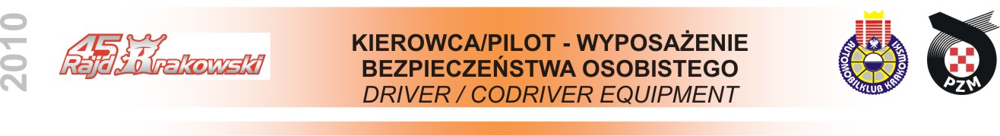 2010
45
Rajd Krakowski
KIEROWCA/PILOT - WYPOSAŻENIE
BEZPIECZEŃSTWA OSOBISTEGO
DRIVER / CODRIVER EQUIPMENT
AUTOMOBILKLUB KRAKOWSKI
PZM